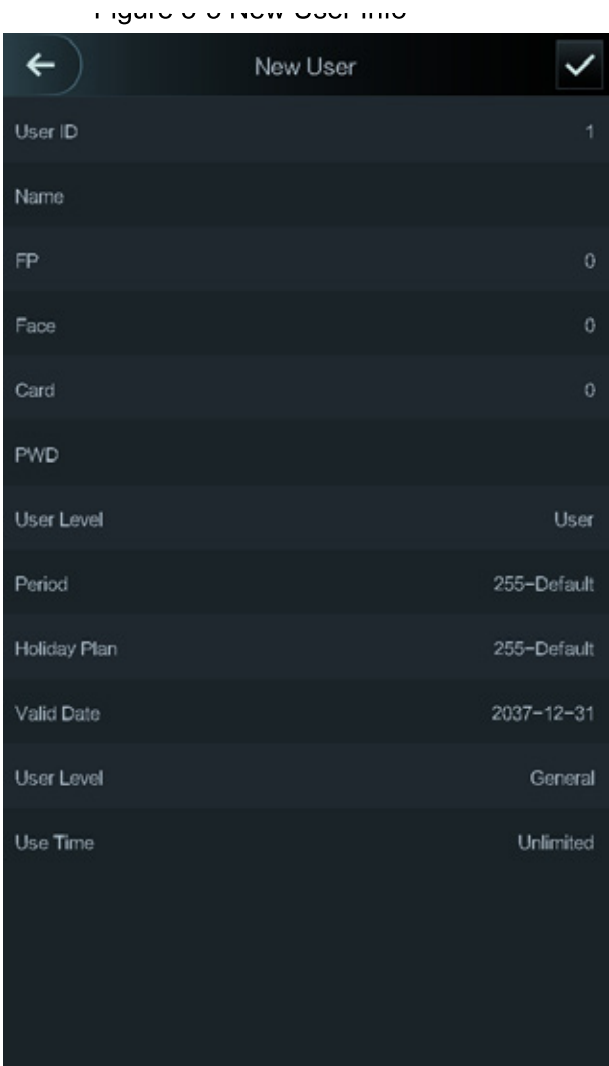 New User
User ID 1
Name
FP 0
Face 0
Card 0
PWD
User Level User
Period 255-Default
Holiday Plan 255-Default
Valid Date 2037-12-31
User Level General
Use Time Unlimited